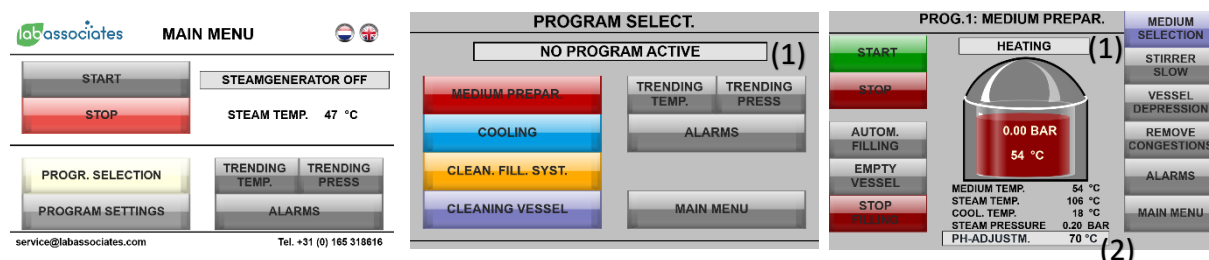 labassociates MAIN MENU
START
STEAMGENERATOR OFF
STOP
STEAM TEMP. 47 °C
PROGR. SELECTION
TRENDING TEMP.
TRENDING PRESS
PROGRAM SETTINGS
ALARMS
service@labassociates.com Tel. +31 (0) 165 318616
PROGRAM SELECT.
NO PROGRAM ACTIVE (1)
MEDIUM PREPAR.
TRENDING TEMP.
TRENDING PRESS
COOLING
ALARMS
CLEAN. FILL. SYST.
CLEANING VESSEL
MAIN MENU
PROG.1: MEDIUM PREPAR.
START
HEATING (1)
STOP
0.00 BAR
54 °C
AUTOM.
FILLING
EMPTY
VESSEL
STOP
FILLING
MEDIUM TEMP. 54 °C
STEAM TEMP. 106 °C
COOL. TEMP. 18 °C
STEAM PRESSURE 0.20 BAR
PH-ADJUSTM. 70 °C (2)
MEDIUM
SELECTION
STIRRER
SLOW
VESSEL
DEPRESSION
REMOVE
CONGESTIONS
ALARMS
MAIN MENU